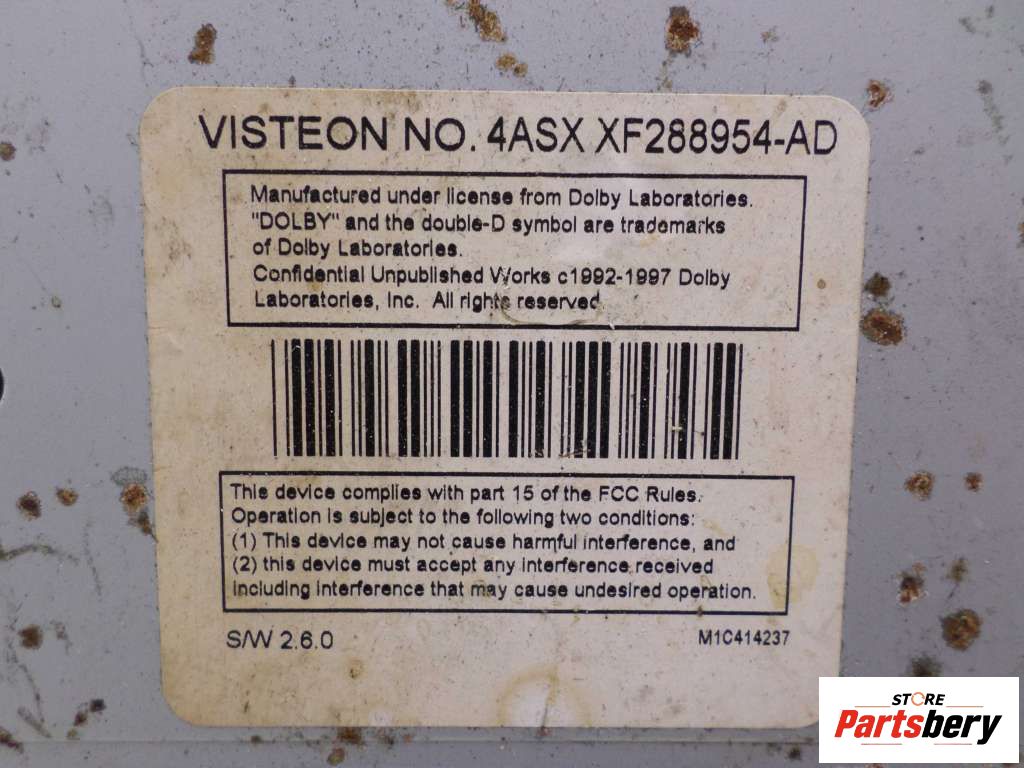 VISTEON NO. 4ASX XF288954-AD
Manufactured under license from Dolby Laboratories.
"DOLBY" and the double-D symbol are trademarks
of Dolby Laboratories.
Confidential Unpublished Works c1992-1997 Dolby
Laboratories, Inc. All rights reserved.
This device complies with part 15 of the FCC Rules.
Operation is subject to the following two conditions:
(1) This device may not cause harmful interference, and
(2) this device must accept any interference received
including interference that may cause undesired operation.
S/W 2.6.0
M1C414237
STORE
Partsbery